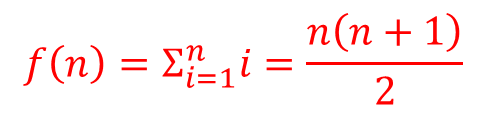 f(n) = Σⁿᵢ₌₁ i = n(n + 1) / 2